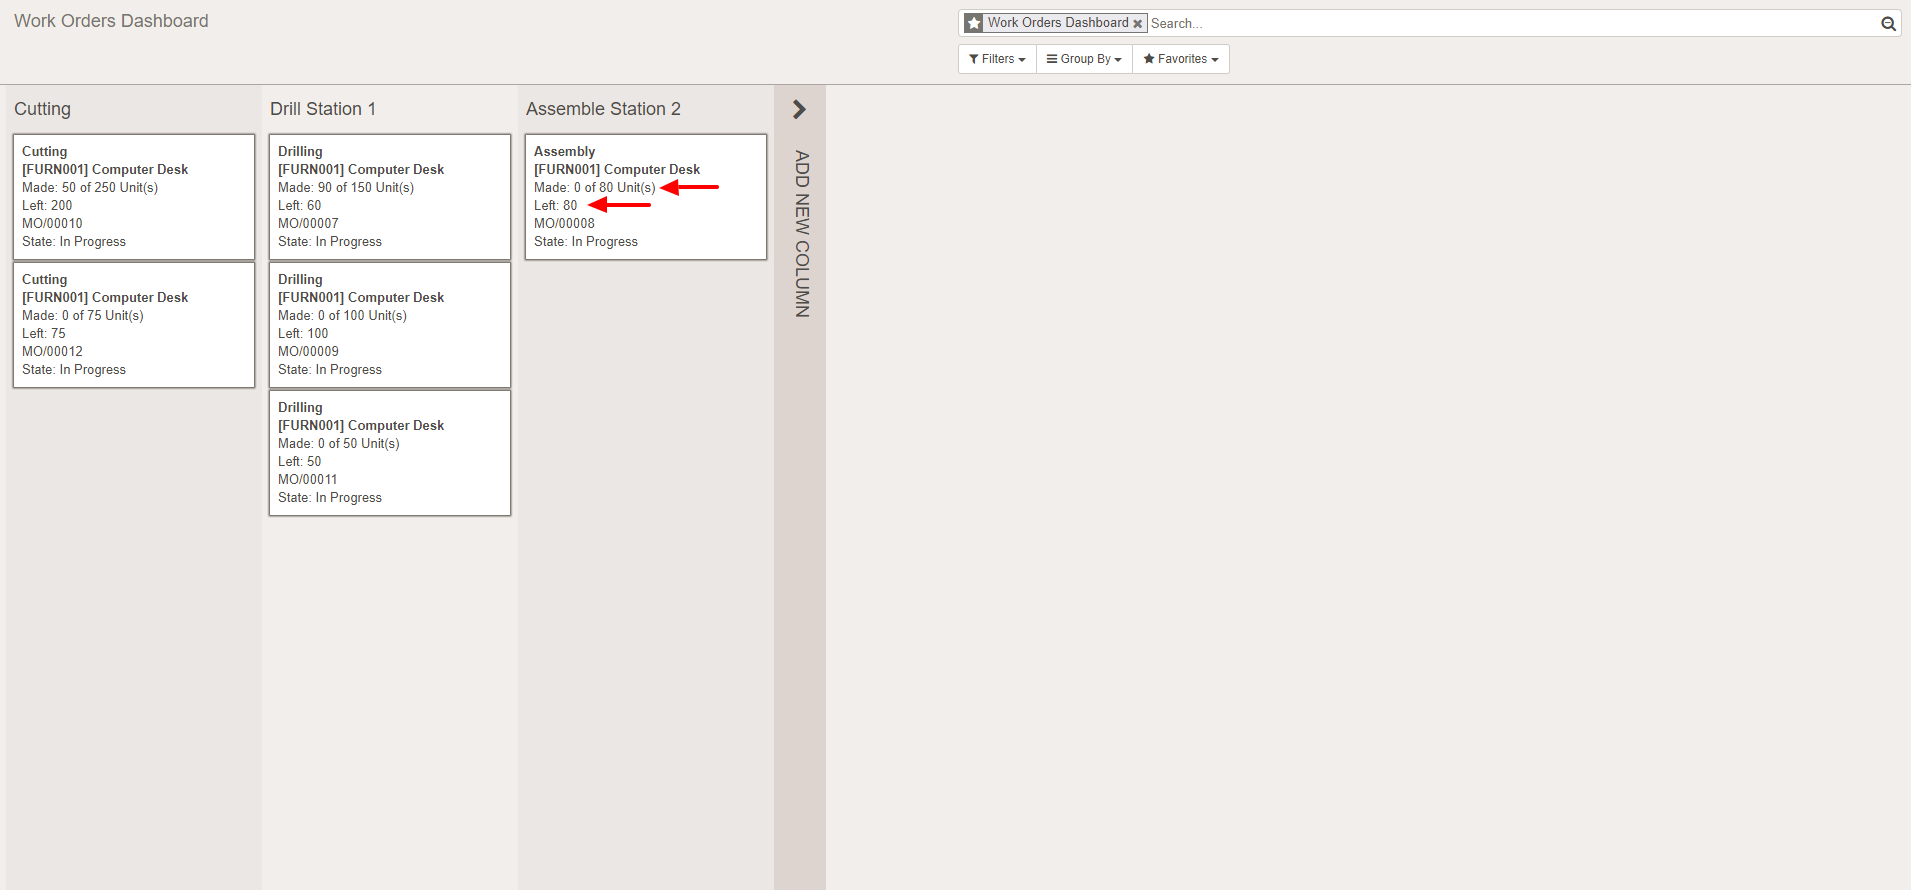 Work Orders Dashboard
Work Orders Dashboard Search...
Filters Group By Favorites
Cutting
Cutting
[FURN001] Computer Desk
Made: 50 of 250 Unit(s)
Left: 200
MO/00010
State: In Progress
Cutting
[FURN001] Computer Desk
Made: 0 of 75 Unit(s)
Left: 75
MO/00012
State: In Progress
Drill Station 1
Drilling
[FURN001] Computer Desk
Made: 90 of 150 Unit(s)
Left: 60
MO/00007
State: In Progress
Drilling
[FURN001] Computer Desk
Made: 0 of 100 Unit(s)
Left: 100
MO/00009
State: In Progress
Drilling
[FURN001] Computer Desk
Made: 0 of 50 Unit(s)
Left: 50
MO/00011
State: In Progress
Assemble Station 2
Assembly
[FURN001] Computer Desk
Made: 0 of 80 Unit(s)
Left: 80
MO/00008
State: In Progress
ADD NEW COLUMN